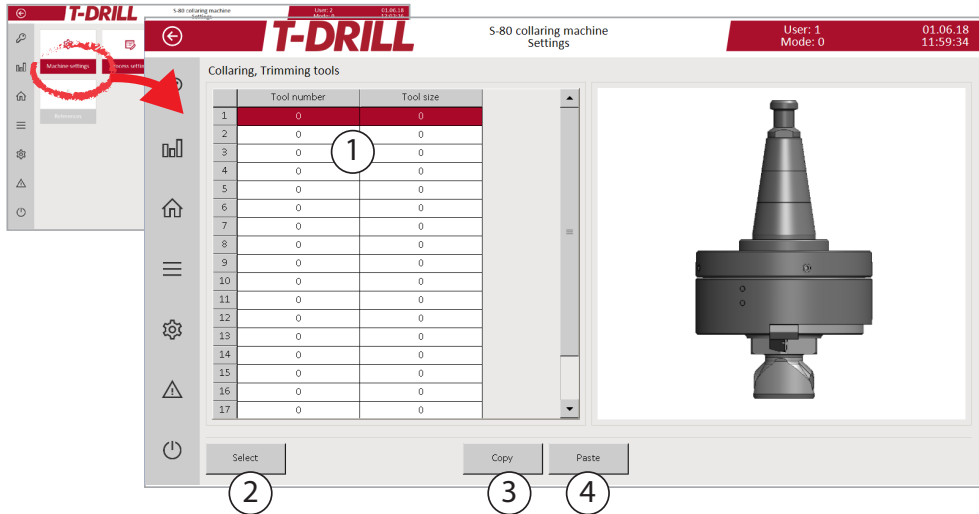 T-DRILL
S-80 collaring machine
Settings
User: 2
Mode: 0
01.06.18
Machine settings
References
T-DRILL
S-80 collaring machine
Settings
User: 1
Mode: 0
01.06.18
11:59:34
Collaring, Trimming tools
Tool number Tool size
1 0 0
2 0 0
3 0 0
4 0 0
5 0 0
6 0 0
7 0 0
8 0 0
9 0 0
10 0 0
11 0 0
12 0 0
13 0 0
14 0 0
15 0 0
16 0 0
17 0 0
1
Select Copy Paste
2 3 4